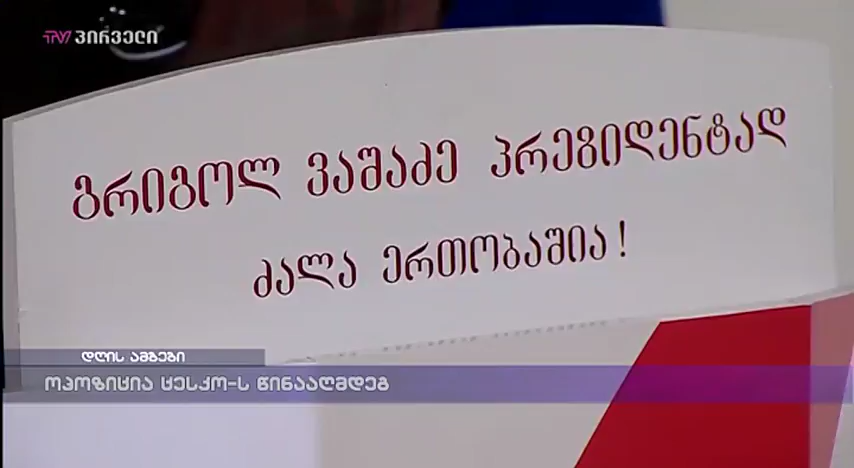 TV პირველი
გრიგოლ ვაშაძე პრეზიდენტად
ძალა ერთობაშია!
დღის ამბები
ოპოზიცია ცესკო-ს წინააღმდეგ